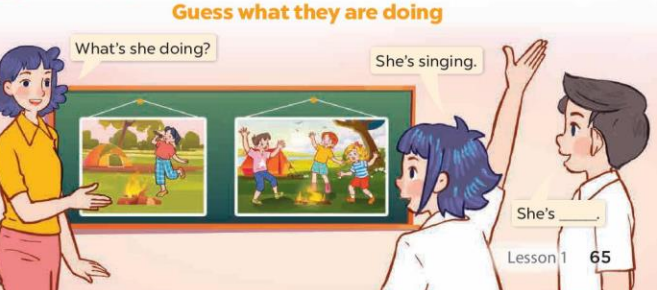 Guess what they are doing
What's she doing?
She's singing.
She's _____.
Lesson 1 65